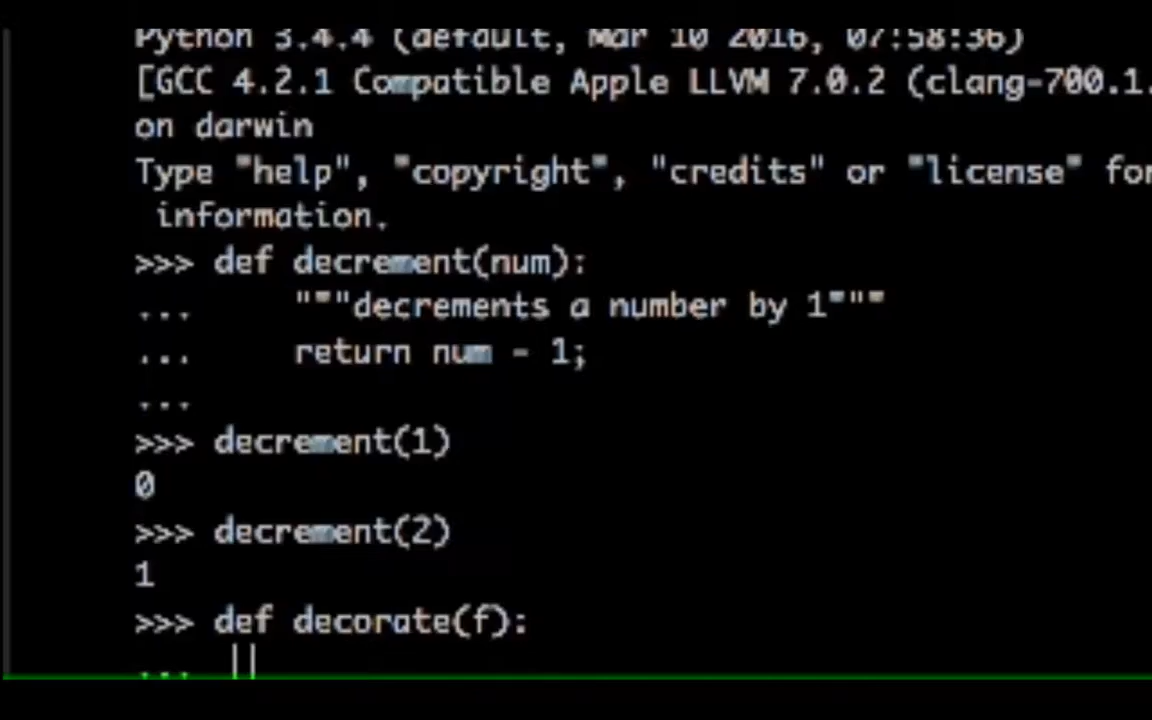 Python 3.4.4 (default, Mar 10 2016, 07:58:36)
[GCC 4.2.1 Compatible Apple LLVM 7.0.2 (clang-700.1.
on darwin
Type "help", "copyright", "credits" or "license" for
 information.
>>> def decrement(num):
...     """decrements a number by 1"""
...     return num - 1;
...
>>> decrement(1)
0
>>> decrement(2)
1
>>> def decorate(f):
...